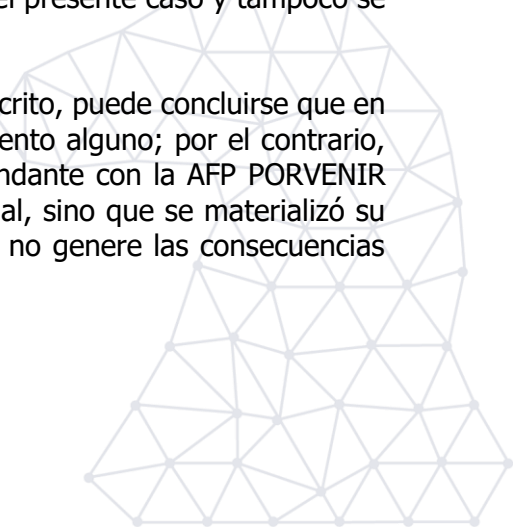 el presente caso y tampoco se
crito, puede concluirse que en
ento alguno; por el contrario,
ndante con la AFP PORVENIR
al, sino que se materializó su
no genere las consecuencias